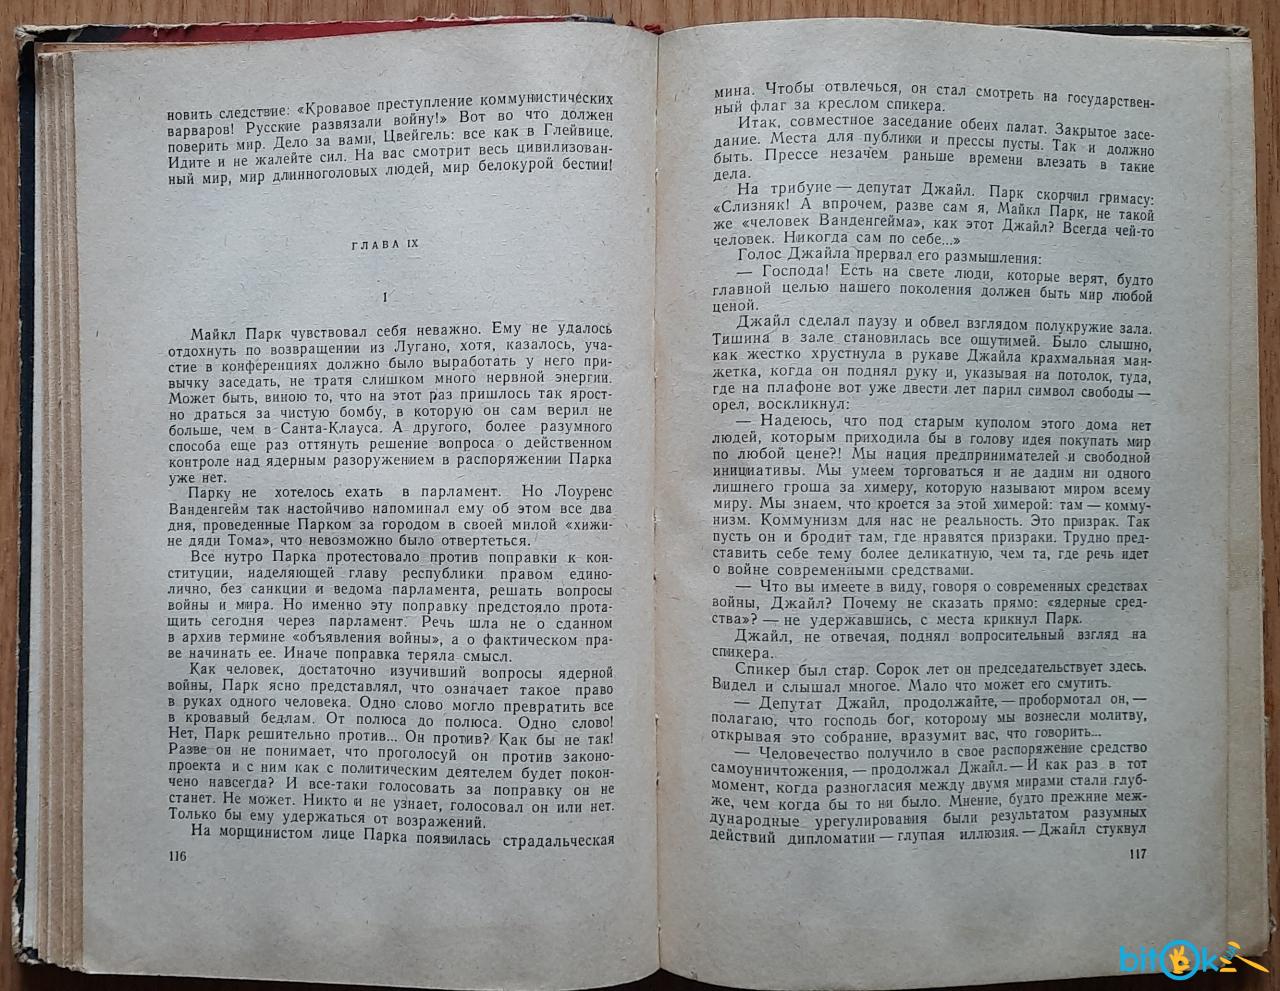 новить следствие: «Кровавое преступление коммунистических
варваров! Русские развязали войну!» Вот во что должен
поверить мир. Дело за вами, Цвейгель: все как в Глейвице.
Идите и не жалейте сил. На вас смотрит весь цивилизован-
ный мир, мир длинноголовых людей, мир белокурой бестии!
ГЛАВА IX
I
Майкл Парк чувствовал себя неважно. Ему не удалось
отдохнуть по возвращении из Лугано, хотя, казалось, уча-
стие в конференциях должно было выработать у него при-
вычку заседать, не тратя слишком много нервной энергии.
Может быть, виною то, что на этот раз пришлось так ярост-
но драться за чистую бомбу, в которую он сам верил не
больше, чем в Санта-Клауса. А другого, более разумного
способа еще раз оттянуть решение вопроса о действенном
контроле над ядерным разоружением в распоряжении Парка
уже нет.
Парку не хотелось ехать в парламент. Но Лоуренс
Ванденгейм так настойчиво напоминал ему об этом все два
дня, проведенные Парком за городом в своей милой «хижи-
не дяди Тома», что невозможно было отвертеться.
Все нутро Парка протестовало против поправки к кон-
ституции, наделяющей главу республики правом едино-
лично, без санкции и ведома парламента, решать вопросы
войны и мира. Но именно эту поправку предстояло прота-
щить сегодня через парламент. Речь шла не о сданном
в архив термине «объявления войны», а о фактическом пра-
ве начинать ее. Иначе поправка теряла смысл.
Как человек, достаточно изучивший вопросы ядерной
войны, Парк ясно представлял, что означает такое право
в руках одного человека. Одно слово могло превратить все
в кровавый бедлам. От полюса до полюса. Одно слово!
Нет, Парк решительно против... Он против? Как бы не так!
Разве он не понимает, что проголосуй он против законо-
проекта и с ним как с политическим деятелем будет покон-
чено навсегда? И все-таки голосовать за поправку он не
станет. Не может. Никто и не узнает, голосовал он или нет.
Только бы ему удержаться от возражений.
На морщинистом лице Парка появилась страдальческая
116
мина. Чтобы отвлечься, он стал смотреть на государствен-
ный флаг за креслом спикера.
Итак, совместное заседание обеих палат. Закрытое засе-
дание. Места для публики и прессы пусты. Так и должно
быть. Прессе незачем раньше времени влезать в такие
дела.
На трибуне — депутат Джайл. Парк скорчил гримасу:
«Слизняк! А впрочем, разве сам я, Майкл Парк, не такой
же «человек Ванденгейма», как этот Джайл? Всегда чей-то
человек. Никогда сам по себе...»
Голос Джайла прервал его размышления:
— Господа! Есть на свете люди, которые верят, будто
главной целью нашего поколения должен быть мир любой
ценой.
Джайл сделал паузу и обвел взглядом полукружие зала.
Тишина в зале становилась все ощутимей. Было слышно,
как жестко хрустнула в рукаве Джайла крахмальная ман-
жетка, когда он поднял руку и, указывая на потолок, туда,
где на плафоне вот уже двести лет парил символ свободы —
орел, воскликнул:
— Надеюсь, что под старым куполом этого дома нет
людей, которым приходила бы в голову идея покупать мир
по любой цене?! Мы нация предпринимателей и свободной
инициативы. Мы умеем торговаться и не дадим ни одного
лишнего гроша за химеру, которую называют миром всему
миру. Мы знаем, что кроется за этой химерой: там — комму-
низм. Коммунизм для нас не реальность. Это призрак. Так
пусть он и бродит там, где нравятся призраки. Трудно пред-
ставить себе тему более деликатную, чем та, где речь идет
о войне современными средствами.
— Что вы имеете в виду, говоря о современных средствах
войны, Джайл? Почему не сказать прямо: «ядерные сред-
ства»? — не удержавшись, с места крикнул Парк.
Джайл, не отвечая, поднял вопросительный взгляд на
спикера.
Спикер был стар. Сорок лет он председательствует здесь.
Видел и слышал многое. Мало что может его смутить.
— Депутат Джайл, продолжайте, — пробормотал он, —
полагаю, что господь бог, которому мы вознесли молитву,
открывая это собрание, вразумит вас, что говорить...
— Человечество получило в свое распоряжение средство
самоуничтожения, — продолжал Джайл. — И как раз в тот
момент, когда разногласия между двумя мирами стали глуб-
же, чем когда бы то ни было. Мнение, будто прежние меж-
дународные урегулирования были результатом разумных
действий дипломатии — глупая иллюзия. — Джайл стукнул
117
bitOk